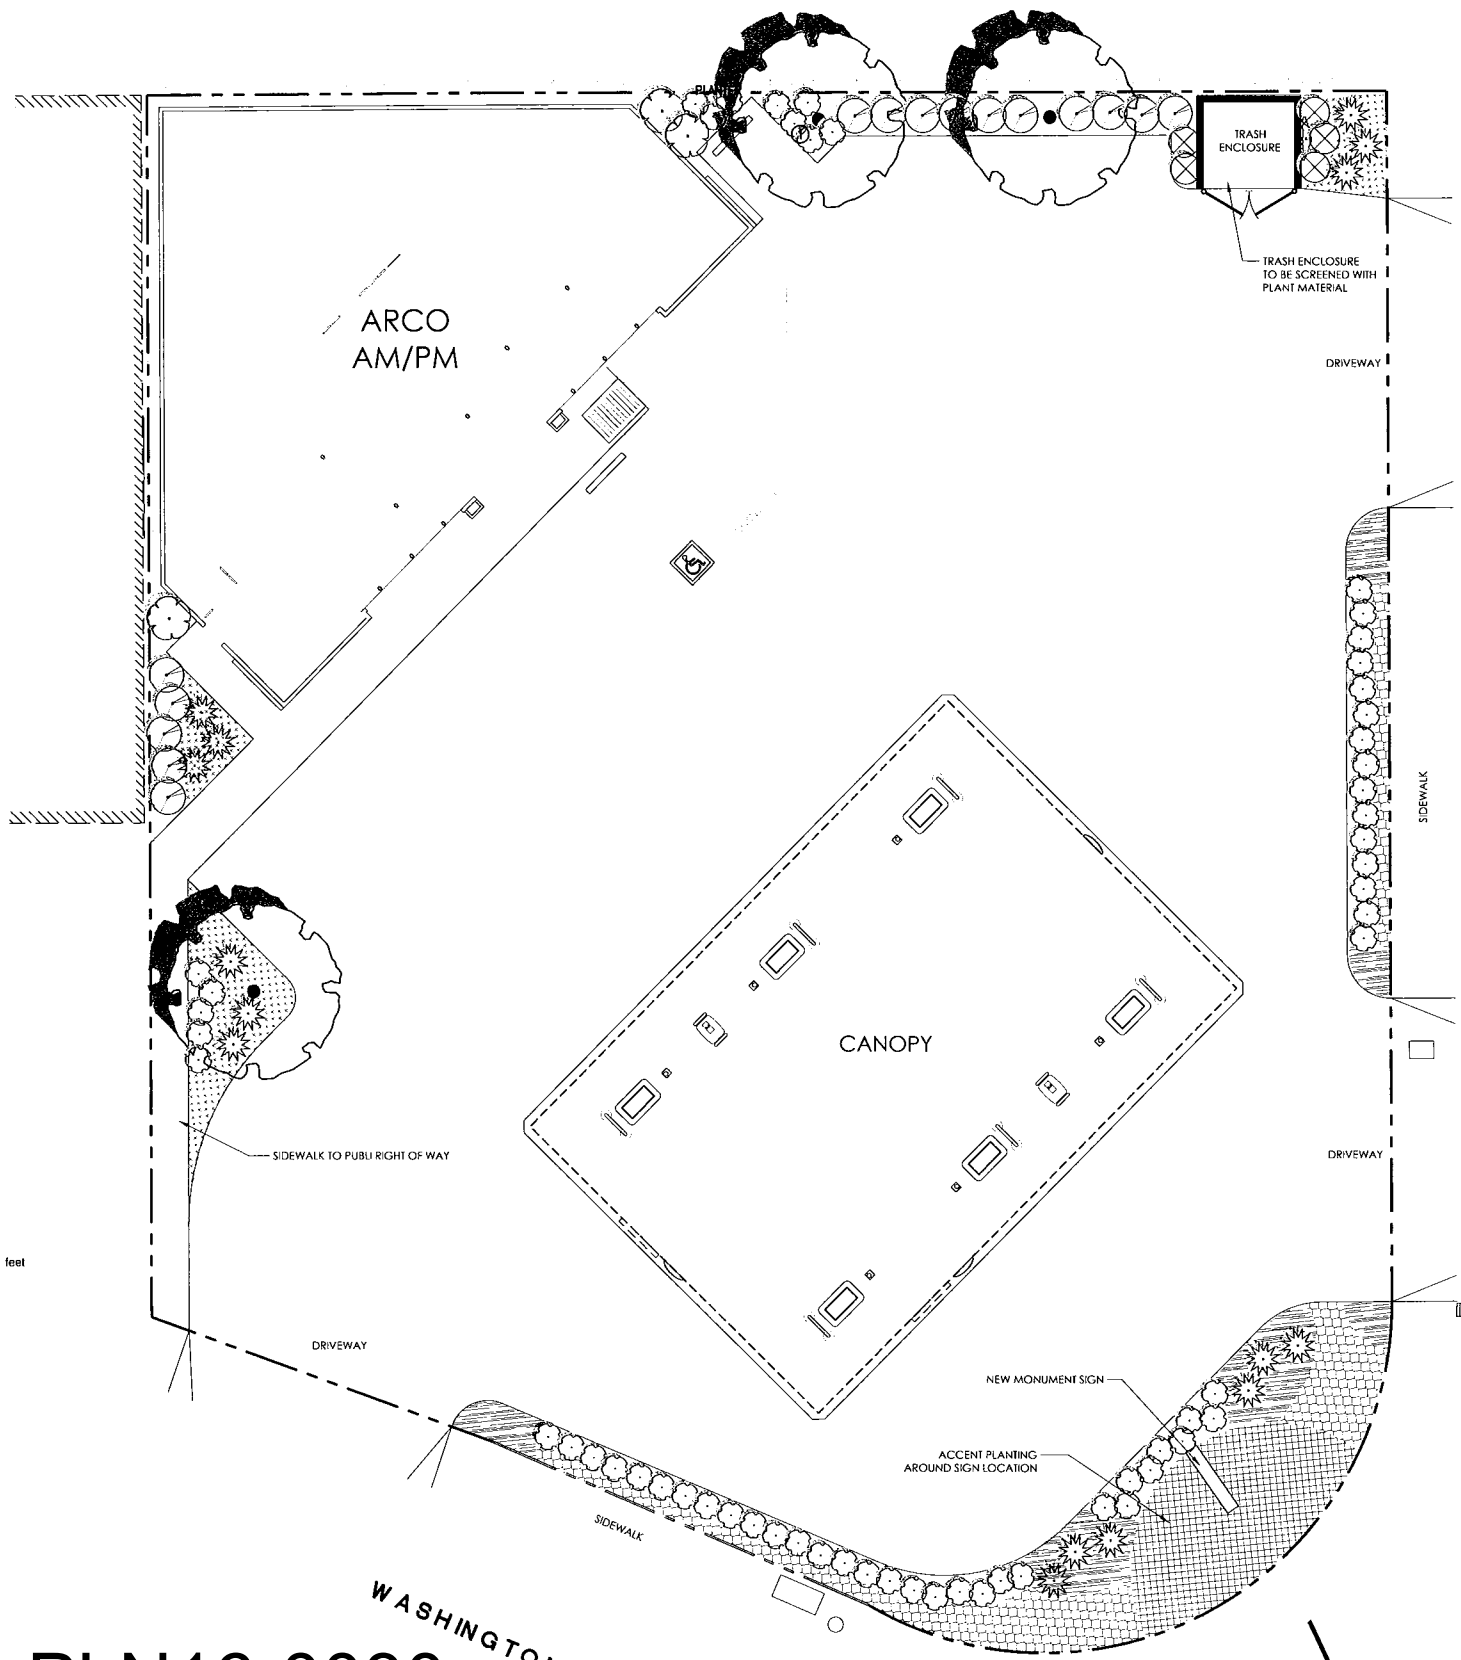 PLANTER
TRASH
ENCLOSURE
TRASH ENCLOSURE
TO BE SCREENED WITH
PLANT MATERIAL
ARCO
AM/PM
DRIVEWAY
SIDEWALK
CANOPY
SIDEWALK TO PUBLI RIGHT OF WAY
DRIVEWAY
feet
DRIVEWAY
NEW MONUMENT SIGN
ACCENT PLANTING
AROUND SIGN LOCATION
SIDEWALK